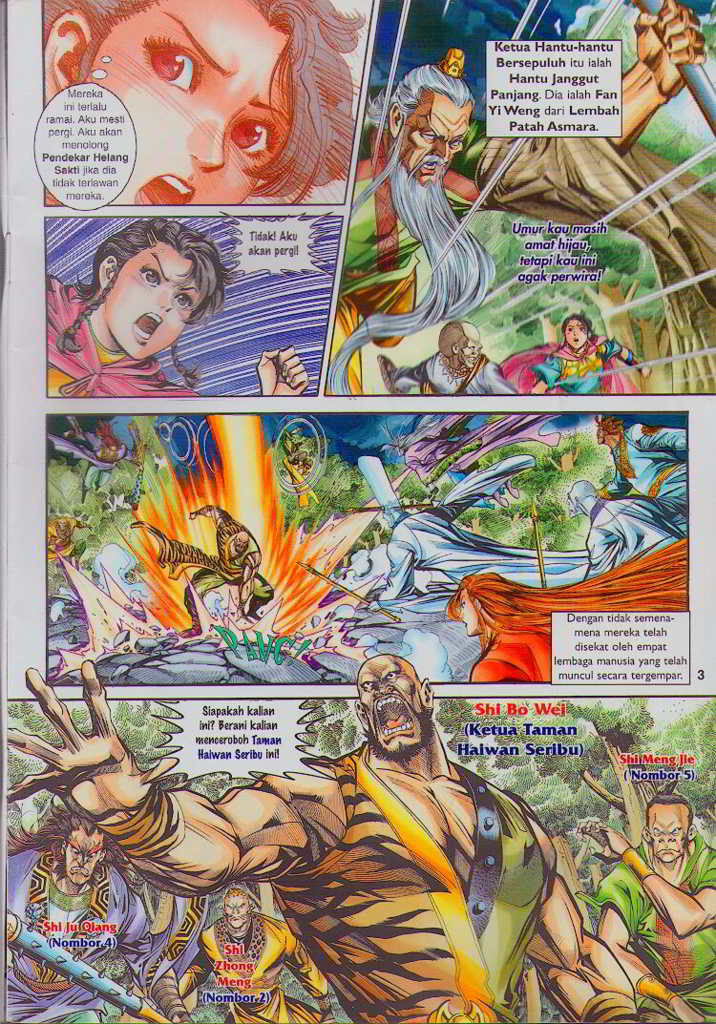 Mereka
ini terlalu
ramai. Aku mesti
pergi. Aku akan
menolong
Pendekar Helang
Sakti jika dia
tidak terlawan
mereka.
Ketua Hantu-hantu
Bersepuluh itu ialah
Hantu Janggut
Panjang. Dia ialah Fan
Yi Weng dari Lembah
Patah Asmara.
Tidak! Aku
akan pergi!
Umur kau masih
amat hijau,
tetapi kau ini
agak perwira!
PANG!
Dengan tidak semena-
mena mereka telah
disekat oleh empat
lembaga manusia yang telah
muncul secara tergempar.
3
Siapakah kalian
ini? Berani kalian
menceroboh Taman
Haiwan Seribu ini!
Shi Bo Wei
(Ketua Taman
Haiwan Seribu)
Shi Meng Jie
(Nombor 5)
Shi Ju Qiang
(Nombor 4)
Shi
Zhong
Meng
(Nombor 2)